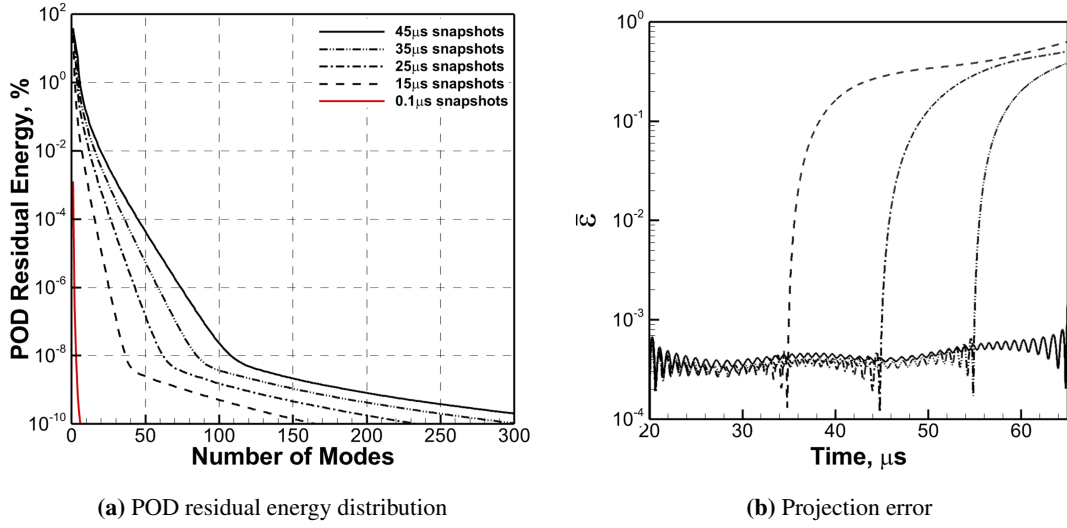 POD Residual Energy, %
10^2
10^0
10^-2
10^-4
10^-6
10^-8
10^-10
45μs snapshots
35μs snapshots
25μs snapshots
15μs snapshots
0.1μs snapshots
0 50 100 150 200 250 300
Number of Modes
(a) POD residual energy distribution
ε̄
10^0
10^-1
10^-2
10^-3
10^-4
20 30 40 50 60
Time, μs
(b) Projection error